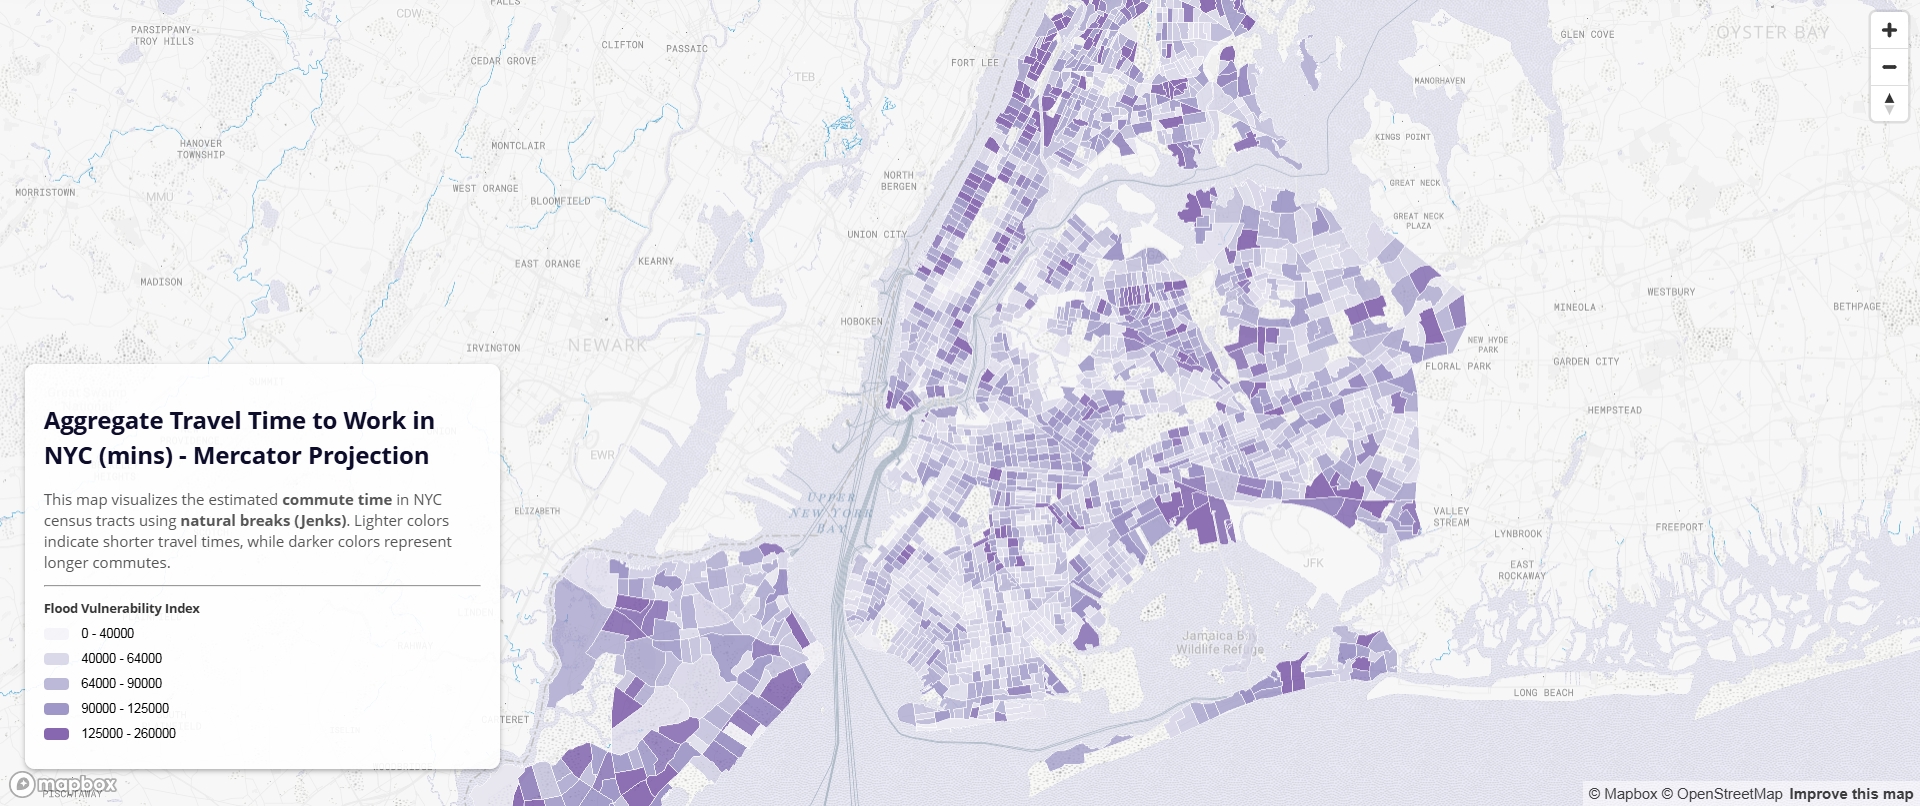 FALLS
CDW
PARSIPPANY-
TROY HILLS
CLIFTON
PASSAIC
CEDAR GROVE
TEB
FORT LEE
GLEN COVE
OYSTER BAY
MANORHAVEN
KINGS POINT
HANOVER
TOWNSHIP
MONTCLAIR
MORRISTOWN
MMU
WEST ORANGE
BLOOMFIELD
NORTH
BERGEN
GREAT NECK
GREAT NECK
PLAZA
UNION CITY
EAST ORANGE
KEARNY
MADISON
WESTBURY
MINEOLA
BETHPAGE
HOBOKEN
NEWARK
IRVINGTON
NEW HYDE
PARK
GARDEN CITY
FLORAL PARK
HEMPSTEAD
EWR
ELIZABETH
UPPER
NEW YORK
BAY
VALLEY
STREAM
LYNBROOK
FREEPORT
EAST
ROCKAWAY
JFK
Jamaica Bay
Wildlife Refuge
LONG BEACH
Aggregate Travel Time to Work in
NYC (mins) - Mercator Projection
This map visualizes the estimated commute time in NYC
census tracts using natural breaks (Jenks). Lighter colors
indicate shorter travel times, while darker colors represent
longer commutes.
Flood Vulnerability Index
0 - 40000
40000 - 64000
64000 - 90000
90000 - 125000
125000 - 260000
mapbox
PISCATAWAY
© Mapbox © OpenStreetMap Improve this map